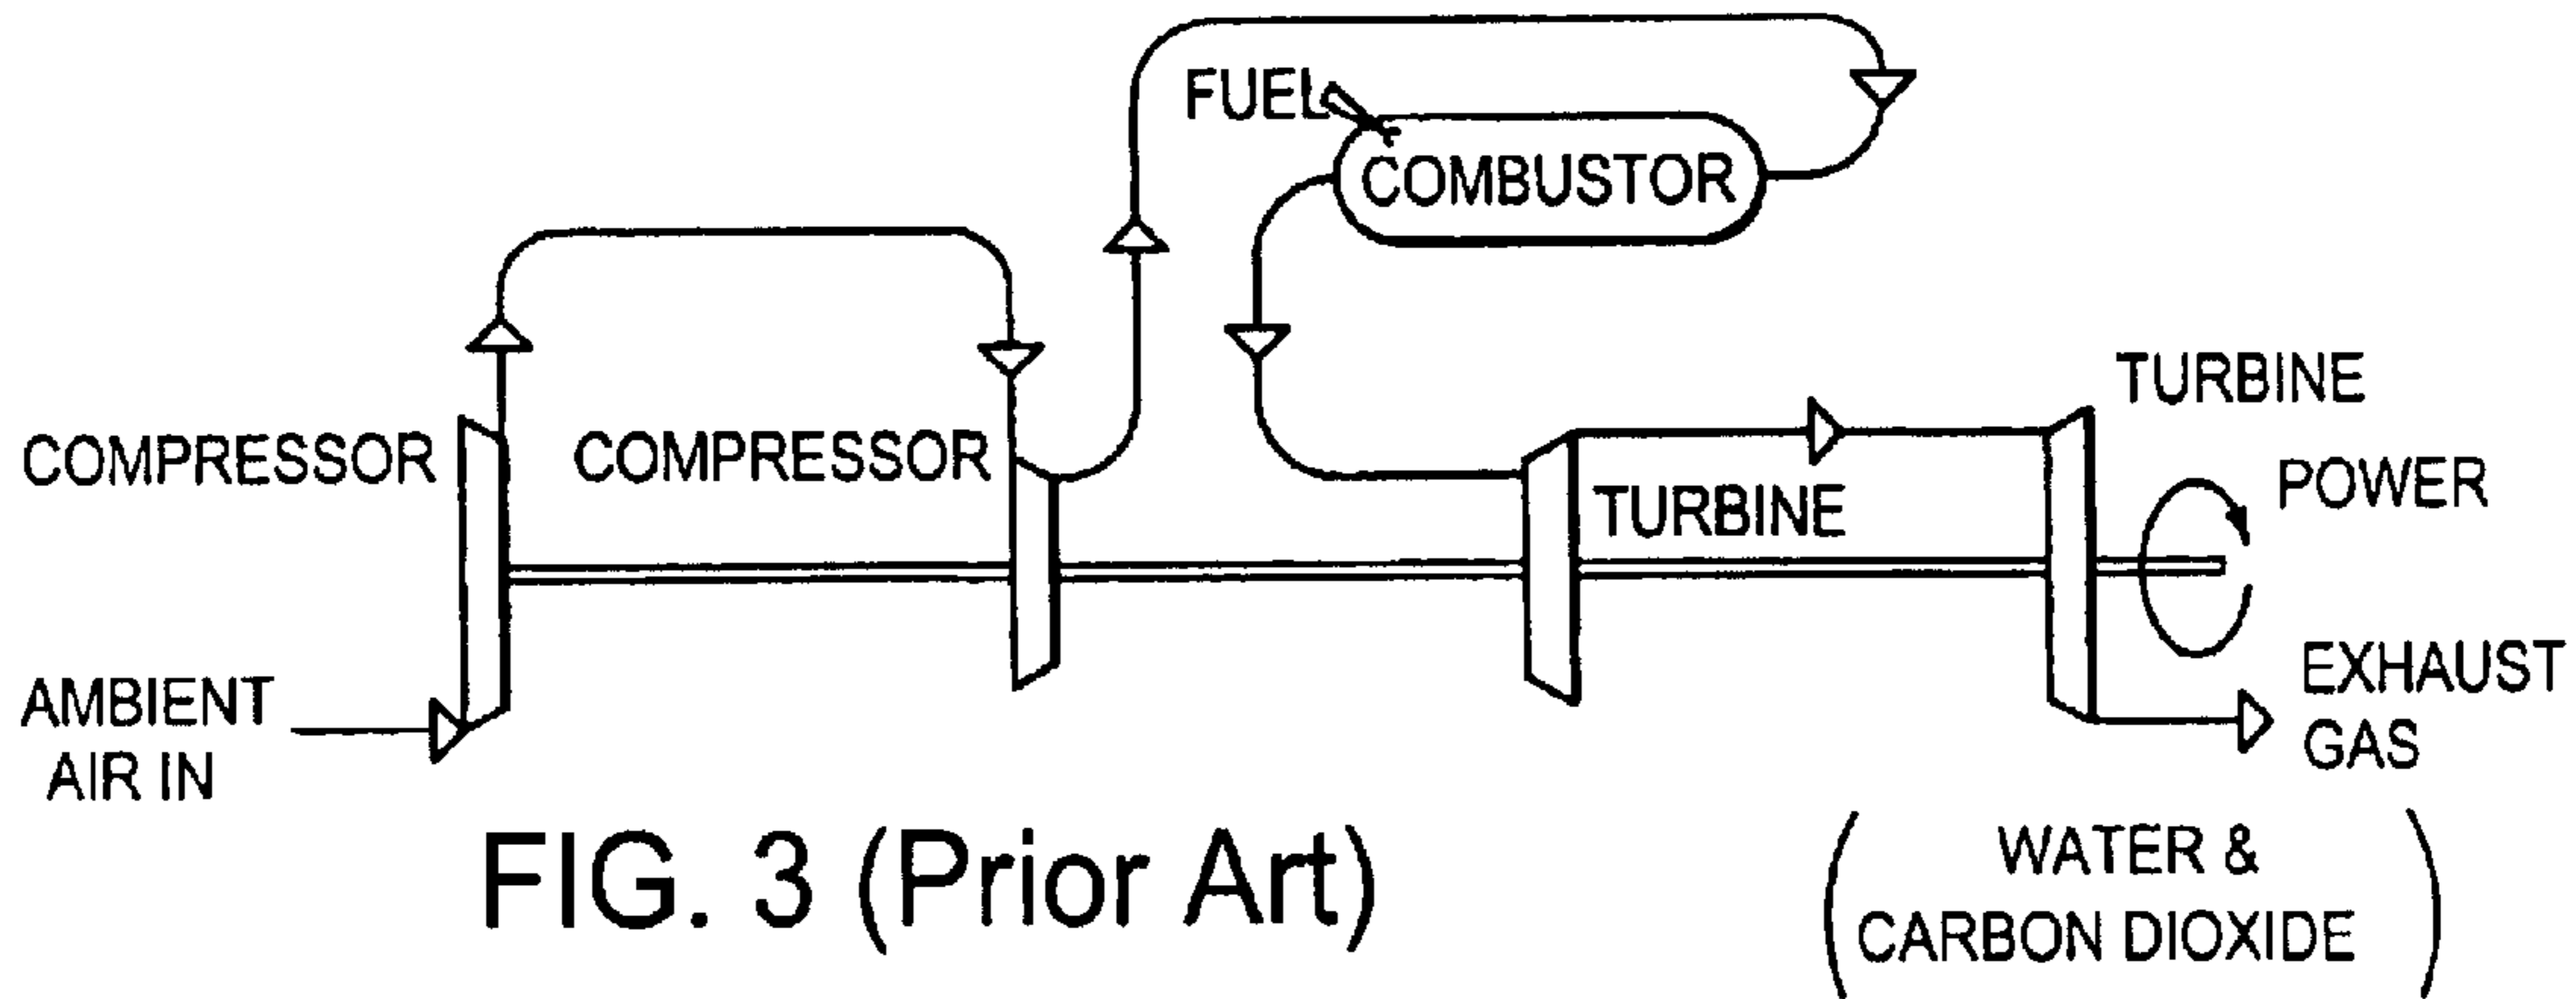 FUEL
COMBUSTOR
COMPRESSOR
COMPRESSOR
TURBINE
TURBINE
POWER
AMBIENT
AIR IN
EXHAUST
GAS
FIG. 3 (Prior Art)
( WATER &
CARBON DIOXIDE )